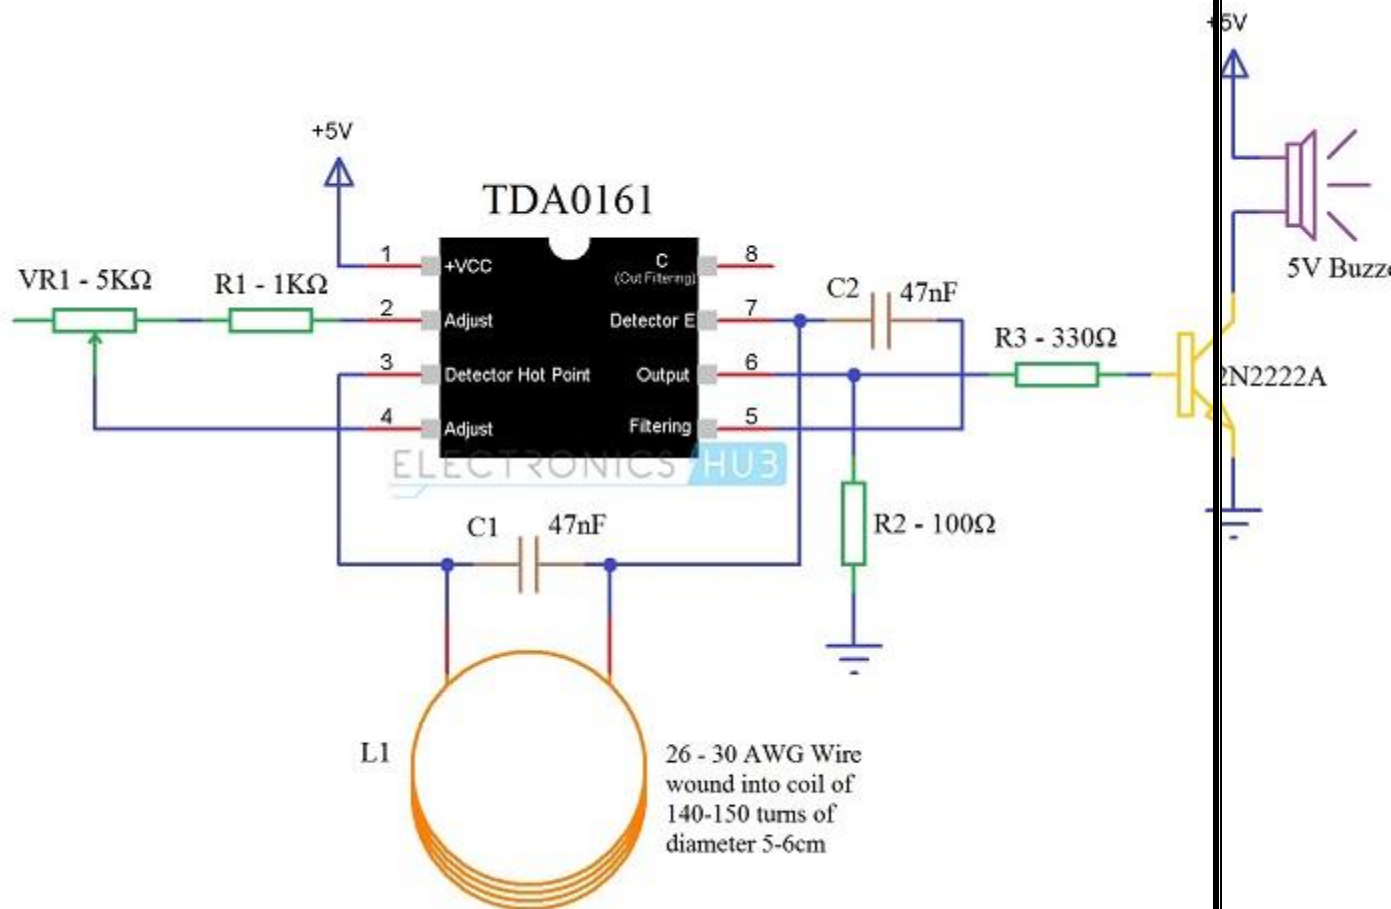 +5V
+5V
TDA0161
VR1 - 5KΩ
R1 - 1KΩ
1
2
3
4
+VCC
Adjust
Detector Hot Point
Adjust
C
(Out Filtering)
Detector E
Output
Filtering
8
7
6
5
C2
47nF
R3 - 330Ω
5V Buzze
2N2222A
ELECTRONICS HUB
C1
47nF
R2 - 100Ω
L1
26 - 30 AWG Wire
wound into coil of
140-150 turns of
diameter 5-6cm